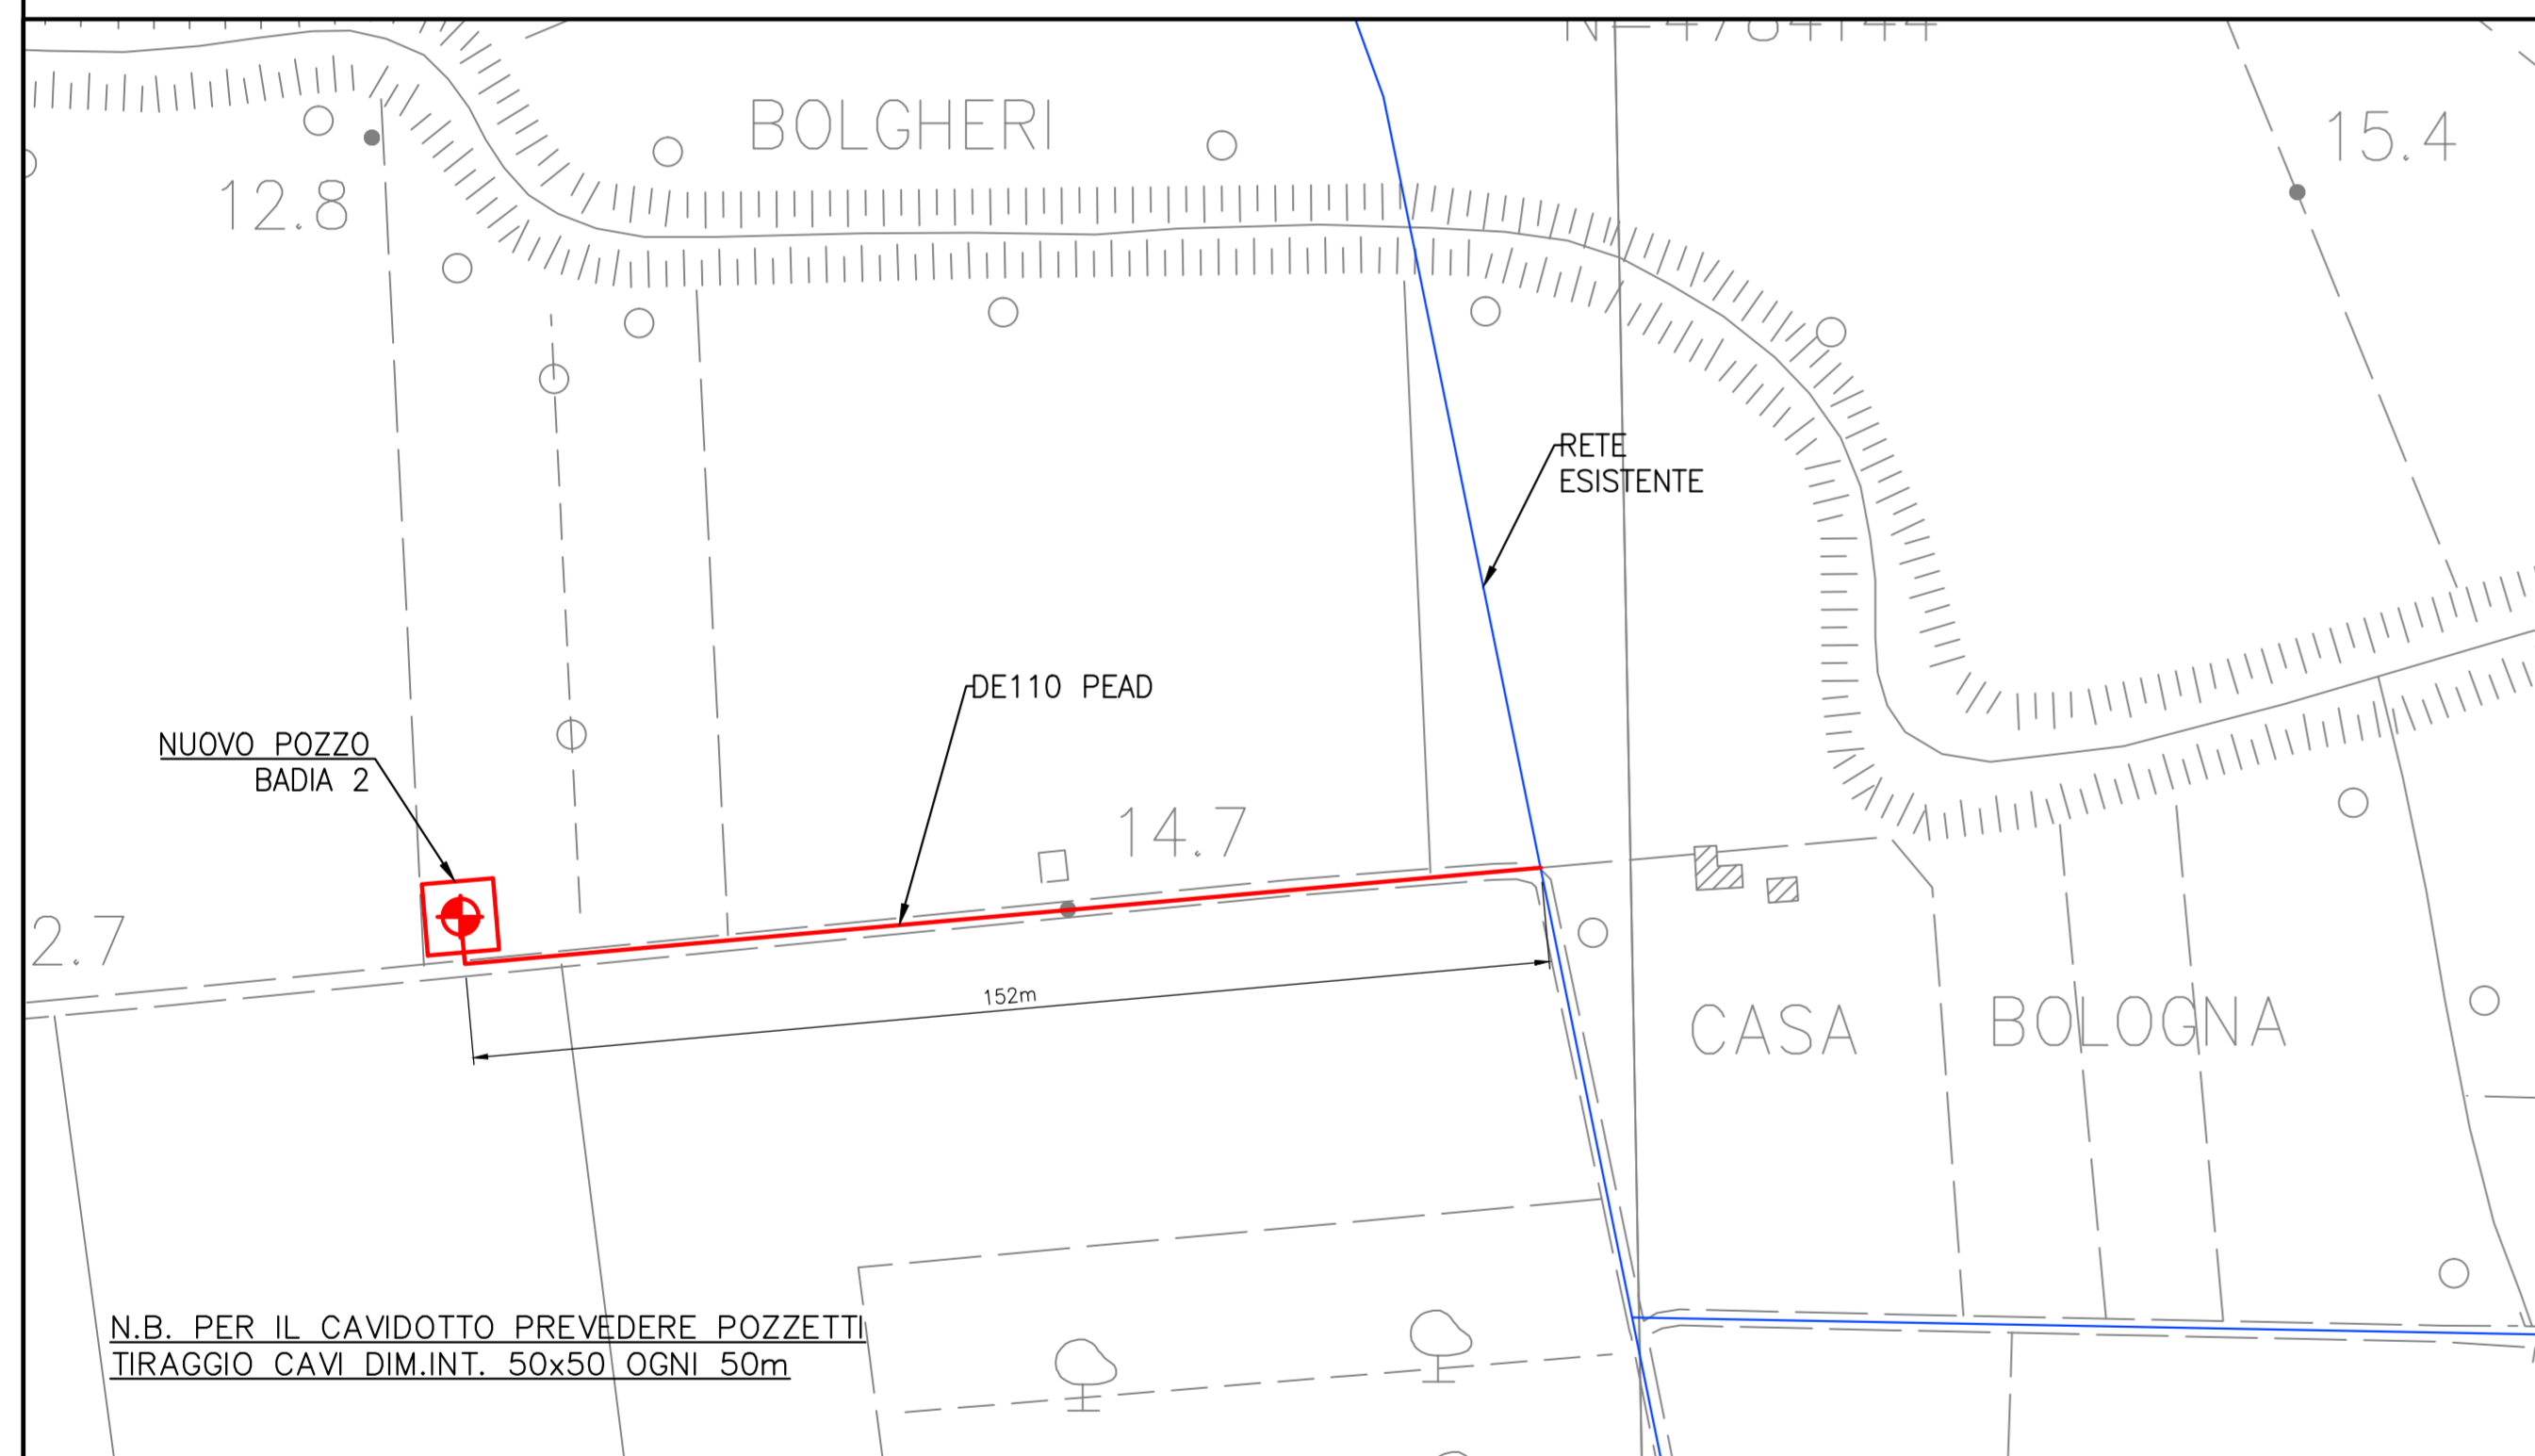 BOLGHERI
15.4
12.8
RETE
ESISTENTE
DE110 PEAD
NUOVO POZZO
BADIA 2
14.7
2.7
152m
CASA BOLOGNA
N.B. PER IL CAVIDOTTO PREVEDERE POZZETTI
TIRAGGIO CAVI DIM.INT. 50x50 OGNI 50m